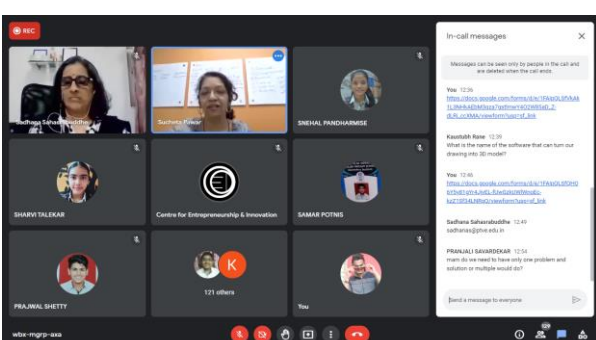 REC
Sadhana Sahasrabuddhe
Sucheta Pawar
SNEHAL PANDHARMISE
SHARVI TALEKAR
Centre for Entrepreneurship & Innovation
SAMAR POTNIS
PRAJWAL SHETTY
K
121 others
You
wbx-mgrp-axa
In-call messages
Messages can be seen only by people in the call and
are deleted when the call ends.
You 12:36
Kaustubh Rane 12:39
What is the name of the software that can turn our
drawing into 3D model?
You 12:46
Sadhana Sahasrabuddhe 12:49
PRANJALI SAVARDEKAR 12:54
mam do we need to have only one problem and
solution or multiple would do?
Send a message to everyone